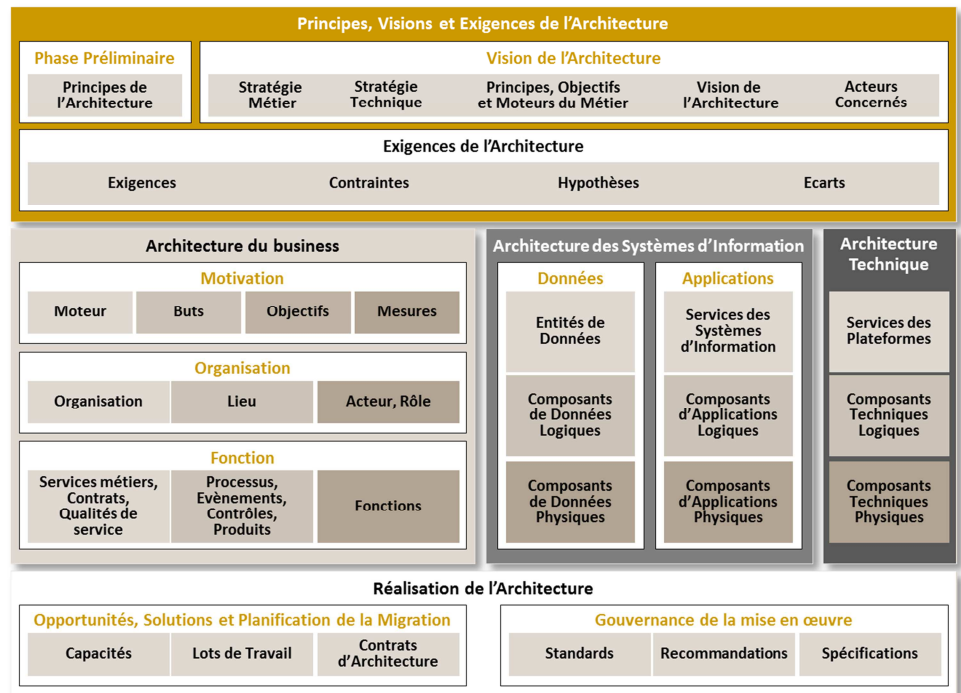 Principes, Visions et Exigences de l’Architecture
Phase Préliminaire
Principes de
l’Architecture
Vision de l’Architecture
Stratégie
Métier
Stratégie
Technique
Principes, Objectifs
et Moteurs du Métier
Vision de
l’Architecture
Acteurs
Concernés
Exigences de l’Architecture
Exigences
Contraintes
Hypothèses
Ecarts
Architecture du business
Motivation
Moteur
Buts
Objectifs
Mesures
Organisation
Organisation
Lieu
Acteur, Rôle
Fonction
Services métiers,
Contrats,
Qualités de
service
Processus,
Evènements,
Contrôles,
Produits
Fonctions
Architecture des Systèmes d’Information
Données
Entités de
Données
Composants
de Données
Logiques
Composants
de Données
Physiques
Applications
Services des
Systèmes
d’Information
Composants
d’Applications
Logiques
Composants
d’Applications
Physiques
Architecture
Technique
Services des
Plateformes
Composants
Techniques
Logiques
Composants
Techniques
Physiques
Réalisation de l’Architecture
Opportunités, Solutions et Planification de la Migration
Capacités
Lots de Travail
Contrats
d’Architecture
Gouvernance de la mise en œuvre
Standards
Recommandations
Spécifications